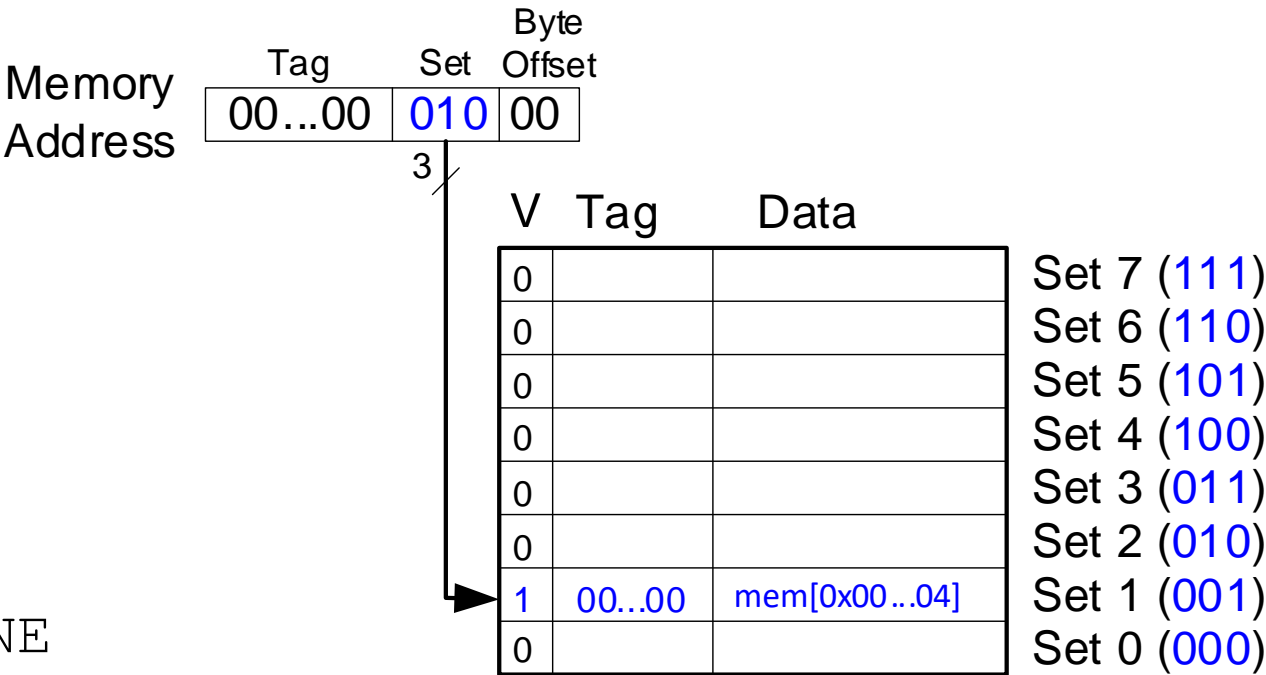 Byte
Tag Set Offset
Memory Address
00...00 010 00
3
V Tag Data
0 Set 7 (111)
0 Set 6 (110)
0 Set 5 (101)
0 Set 4 (100)
0 Set 3 (011)
0 Set 2 (010)
1 00...00 mem[0x00...04] Set 1 (001)
NE
0 Set 0 (000)